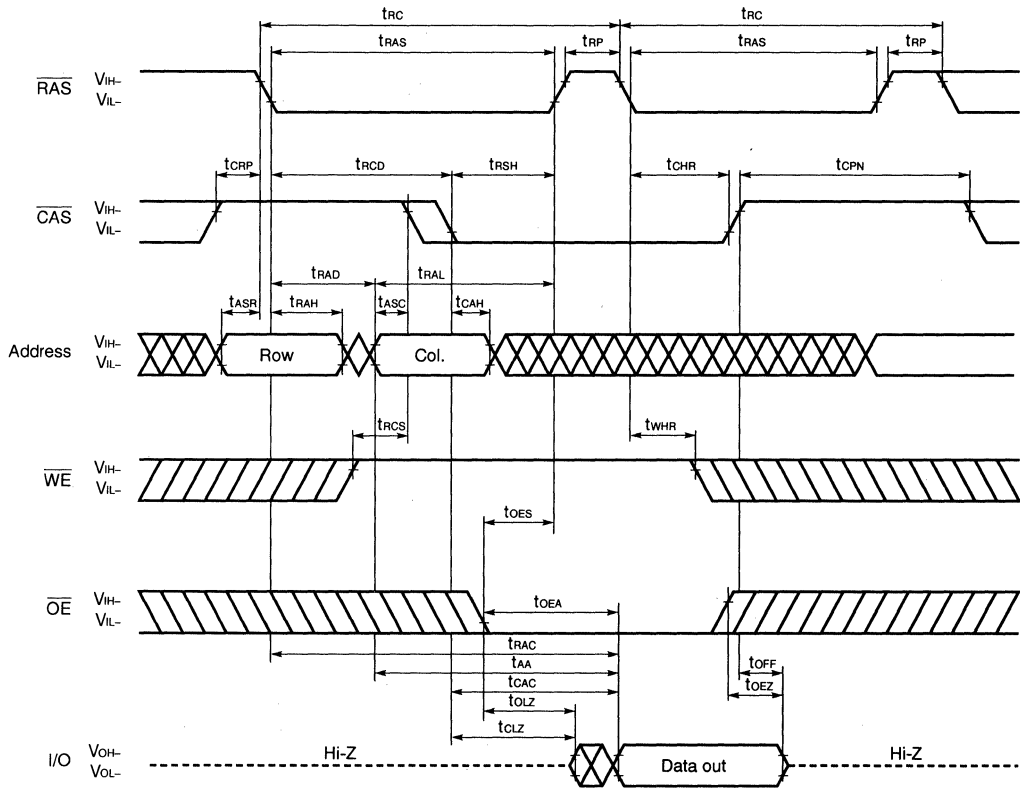 tRC tRC
tRAS tRP tRAS tRP
RAS VIH– VIL–
tCRP tRCD tRSH tCHR tCPN
CAS VIH– VIL–
tRAD tRAL
tASR tRAH tASC tCAH
Address VIH– VIL– Row Col.
tRCS tWHR
WE VIH– VIL–
tOES
OE VIH– VIL– tOEA
tRAC
tAA tOFF
tCAC tOEZ
tOLZ
tCLZ
I/O VOH– VOL– Hi-Z Data out Hi-Z